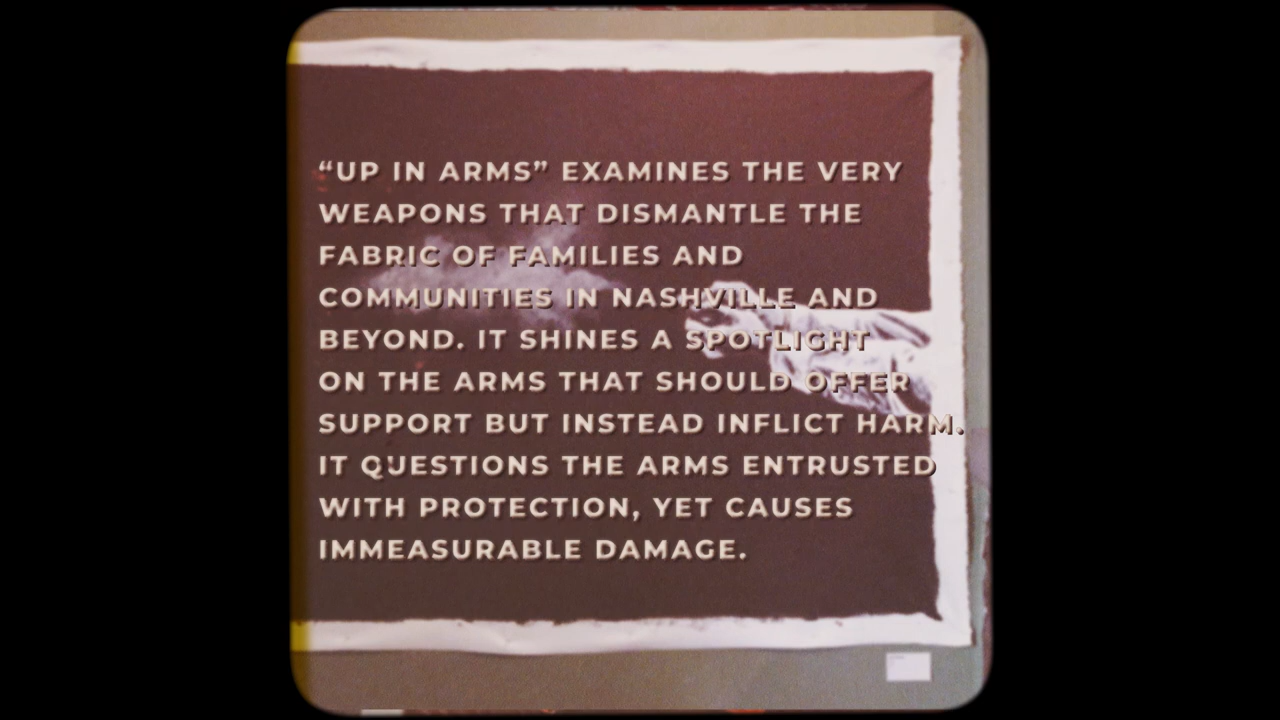 “UP IN ARMS” EXAMINES THE VERY
WEAPONS THAT DISMANTLE THE
FABRIC OF FAMILIES AND
COMMUNITIES IN NASHVILLE AND
BEYOND. IT SHINES A SPOTLIGHT
ON THE ARMS THAT SHOULD OFFER
SUPPORT BUT INSTEAD INFLICT HARM.
IT QUESTIONS THE ARMS ENTRUSTED
WITH PROTECTION, YET CAUSES
IMMEASURABLE DAMAGE.